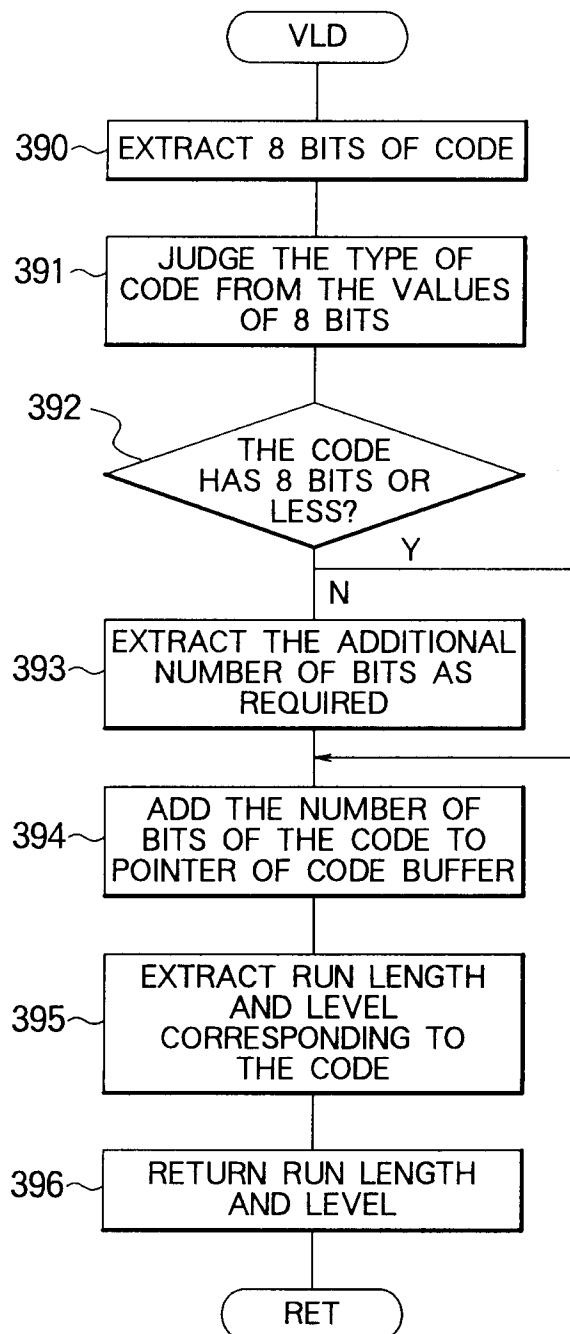 VLD
390
EXTRACT 8 BITS OF CODE
391
JUDGE THE TYPE OF
CODE FROM THE VALUES
OF 8 BITS
392
THE CODE
HAS 8 BITS OR
LESS?
Y
N
393
EXTRACT THE ADDITIONAL
NUMBER OF BITS AS
REQUIRED
394
ADD THE NUMBER OF
BITS OF THE CODE TO
POINTER OF CODE BUFFER
395
EXTRACT RUN LENGTH
AND LEVEL
CORRESPONDING TO
THE CODE
396
RETURN RUN LENGTH
AND LEVEL
RET